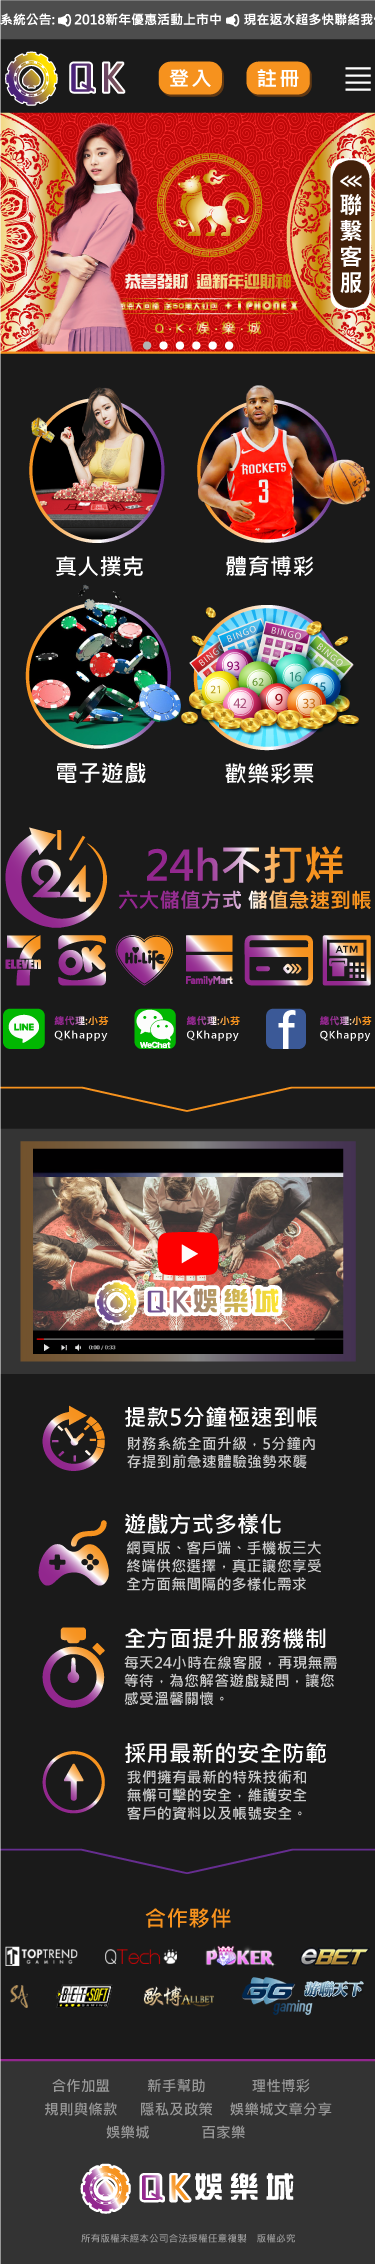 系統公告: 2018新年優惠活動上市中 現在返水超多快聯絡我
QK 登入 註冊
<<< 聯繫客服
恭喜發財 過新年迎財神
+ I PHONE X
Q·K·娛·樂·城
ROCKETS
3
真人撲克 體育博彩
BINGO BINGO BINGO BINGO
93 16 15 21 62 42 9 33
電子遊戲 歡樂彩票
24
24h不打烊
六大儲值方式 儲值急速到帳
7 ELEVEN OK Hi-Life FamilyMart ATM
LINE 總代理:小芬 QKhappy
WeChat 總代理:小芬 QKhappy
f 總代理:小芬 QKhappy
QK娛樂城
0:00 / 0:33
提款5分鐘極速到帳
財務系統全面升級，5分鐘內
存提到前急速體驗強勢來襲
遊戲方式多樣化
網頁版、客戶端、手機板三大
終端供您選擇，真正讓您享受
全方面無間隔的多樣化需求
全方面提升服務機制
每天24小時在線客服，再現無需
等待，為您解答遊戲疑問，讓您
感受溫馨關懷。
採用最新的安全防範
我們擁有最新的特殊技術和
無懈可擊的安全，維護安全
客戶的資料以及帳號安全。
合作夥伴
TOPTREND GAMING QTech POKER eBET
SA BET-SOFT GAMING 歐博ALLBET GG gaming 游聯天下
合作加盟 新手幫助 理性博彩
規則與條款 隱私及政策 娛樂城文章分享
娛樂城 百家樂
QK娛樂城
所有版權未經本公司合法授權任意複製 版權必究